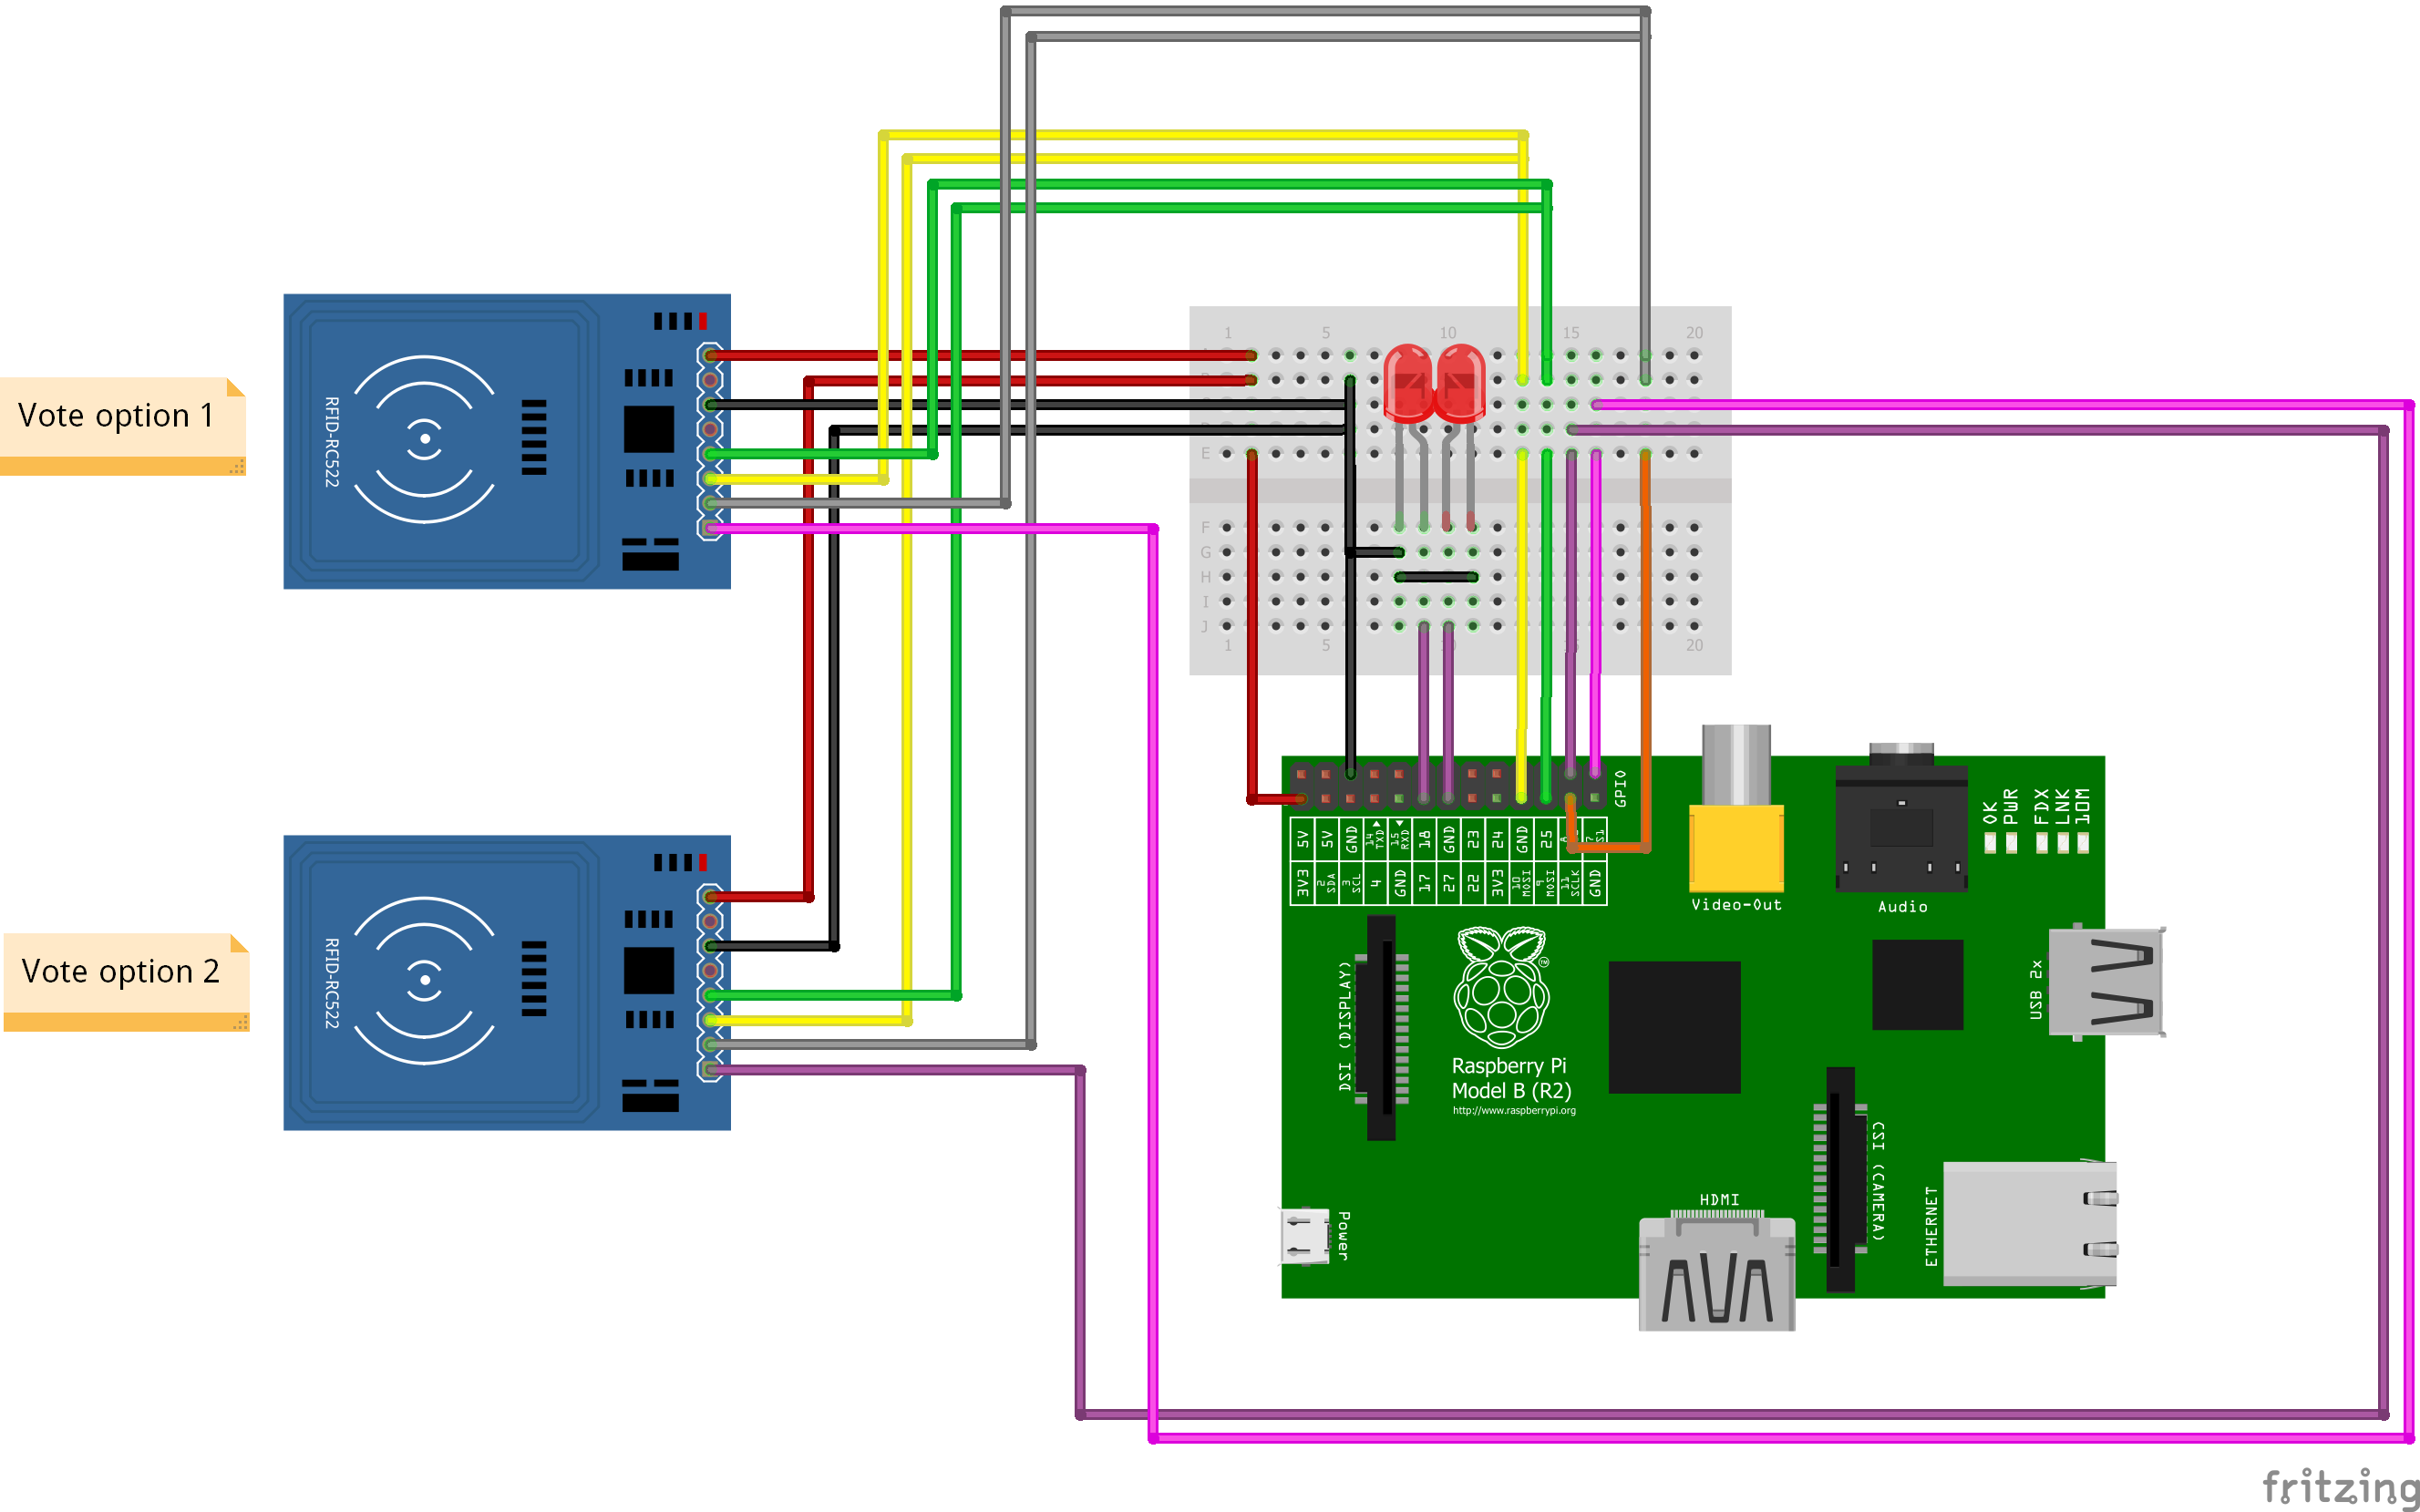 1 5 10 15 20
Vote option 1
RFID-RC522
E
F
G
H
I
J
1 5 20
GPIO
5V 5V GND 14 TXD 15 RXD 18 GND 23 24 GND 25
3V3 2 SDA 3 SCL 4 GND 17 27 22 3V3 10 MOSI 9 MOSI 11 SCLK GND
OK PWR FDX LNK 10M
Video-Out
Audio
Vote option 2
RFID-RC522
DSI (DISPLAY)
USB 2x
TM
Raspberry Pi
Model B (R2)
http://www.raspberrypi.org
CSI (CAMERA)
HDMI
ETHERNET
Power
fritzing